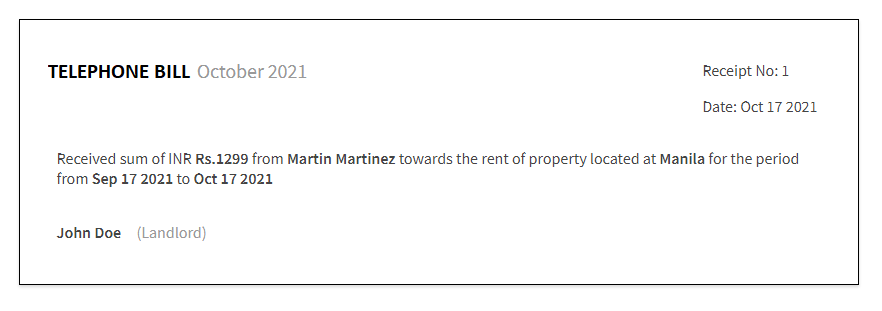 TELEPHONE BILL October 2021
Receipt No: 1
Date: Oct 17 2021
Received sum of INR Rs.1299 from Martin Martinez towards the rent of property located at Manila for the period
from Sep 17 2021 to Oct 17 2021
John Doe (Landlord)